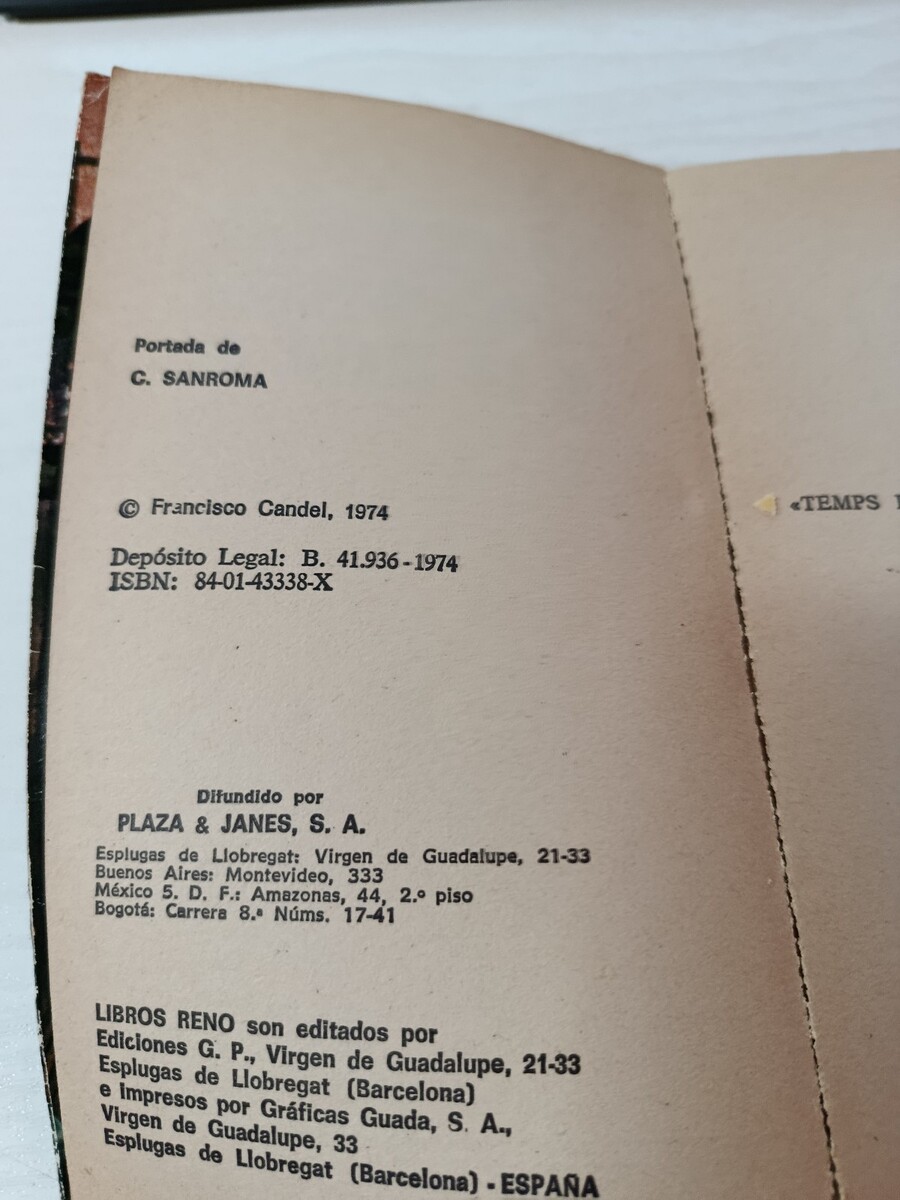 Portada de
C. SANROMA
© Francisco Candel, 1974
Depósito Legal: B. 41.936 - 1974
ISBN: 84-01-43338-X
Difundido por
PLAZA & JANES, S. A.
Esplugas de Llobregat: Virgen de Guadalupe, 21-33
Buenos Aires: Montevideo, 333
México 5. D. F.: Amazonas, 44, 2.º piso
Bogotá: Carrera 8.ª Núms. 17-41
LIBROS RENO son editados por
Ediciones G. P., Virgen de Guadalupe, 21-33
Esplugas de Llobregat (Barcelona)
e impresos por Gráficas Guada, S. A.,
Virgen de Guadalupe, 33
Esplugas de Llobregat (Barcelona) - ESPAÑA
«TEMPS